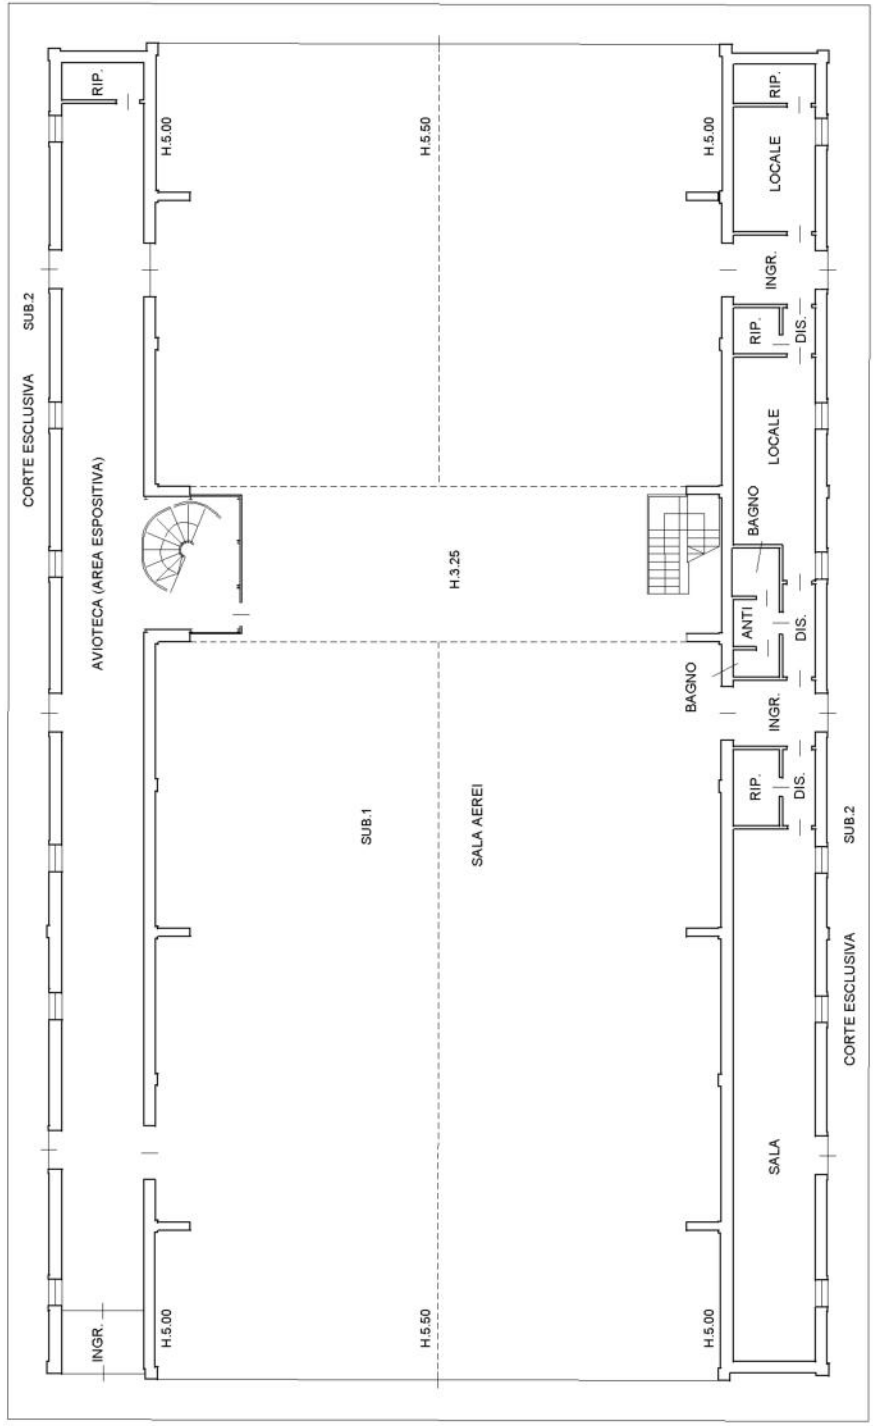 CORTE ESCLUSIVA SUB.2
INGR.
AVIOTECA (AREA ESPOSITIVA)
RIP.
H.5.00
H.5.00
SUB.1
H.5.50
H.5.50
H.3.25
SALA AEREI
BAGNO
H.5.00
H.5.00
RIP.
ANTI
BAGNO
RIP.
SALA
INGR.
LOCALE
INGR.
LOCALE
RIP.
DIS.
DIS.
DIS.
CORTE ESCLUSIVA SUB.2